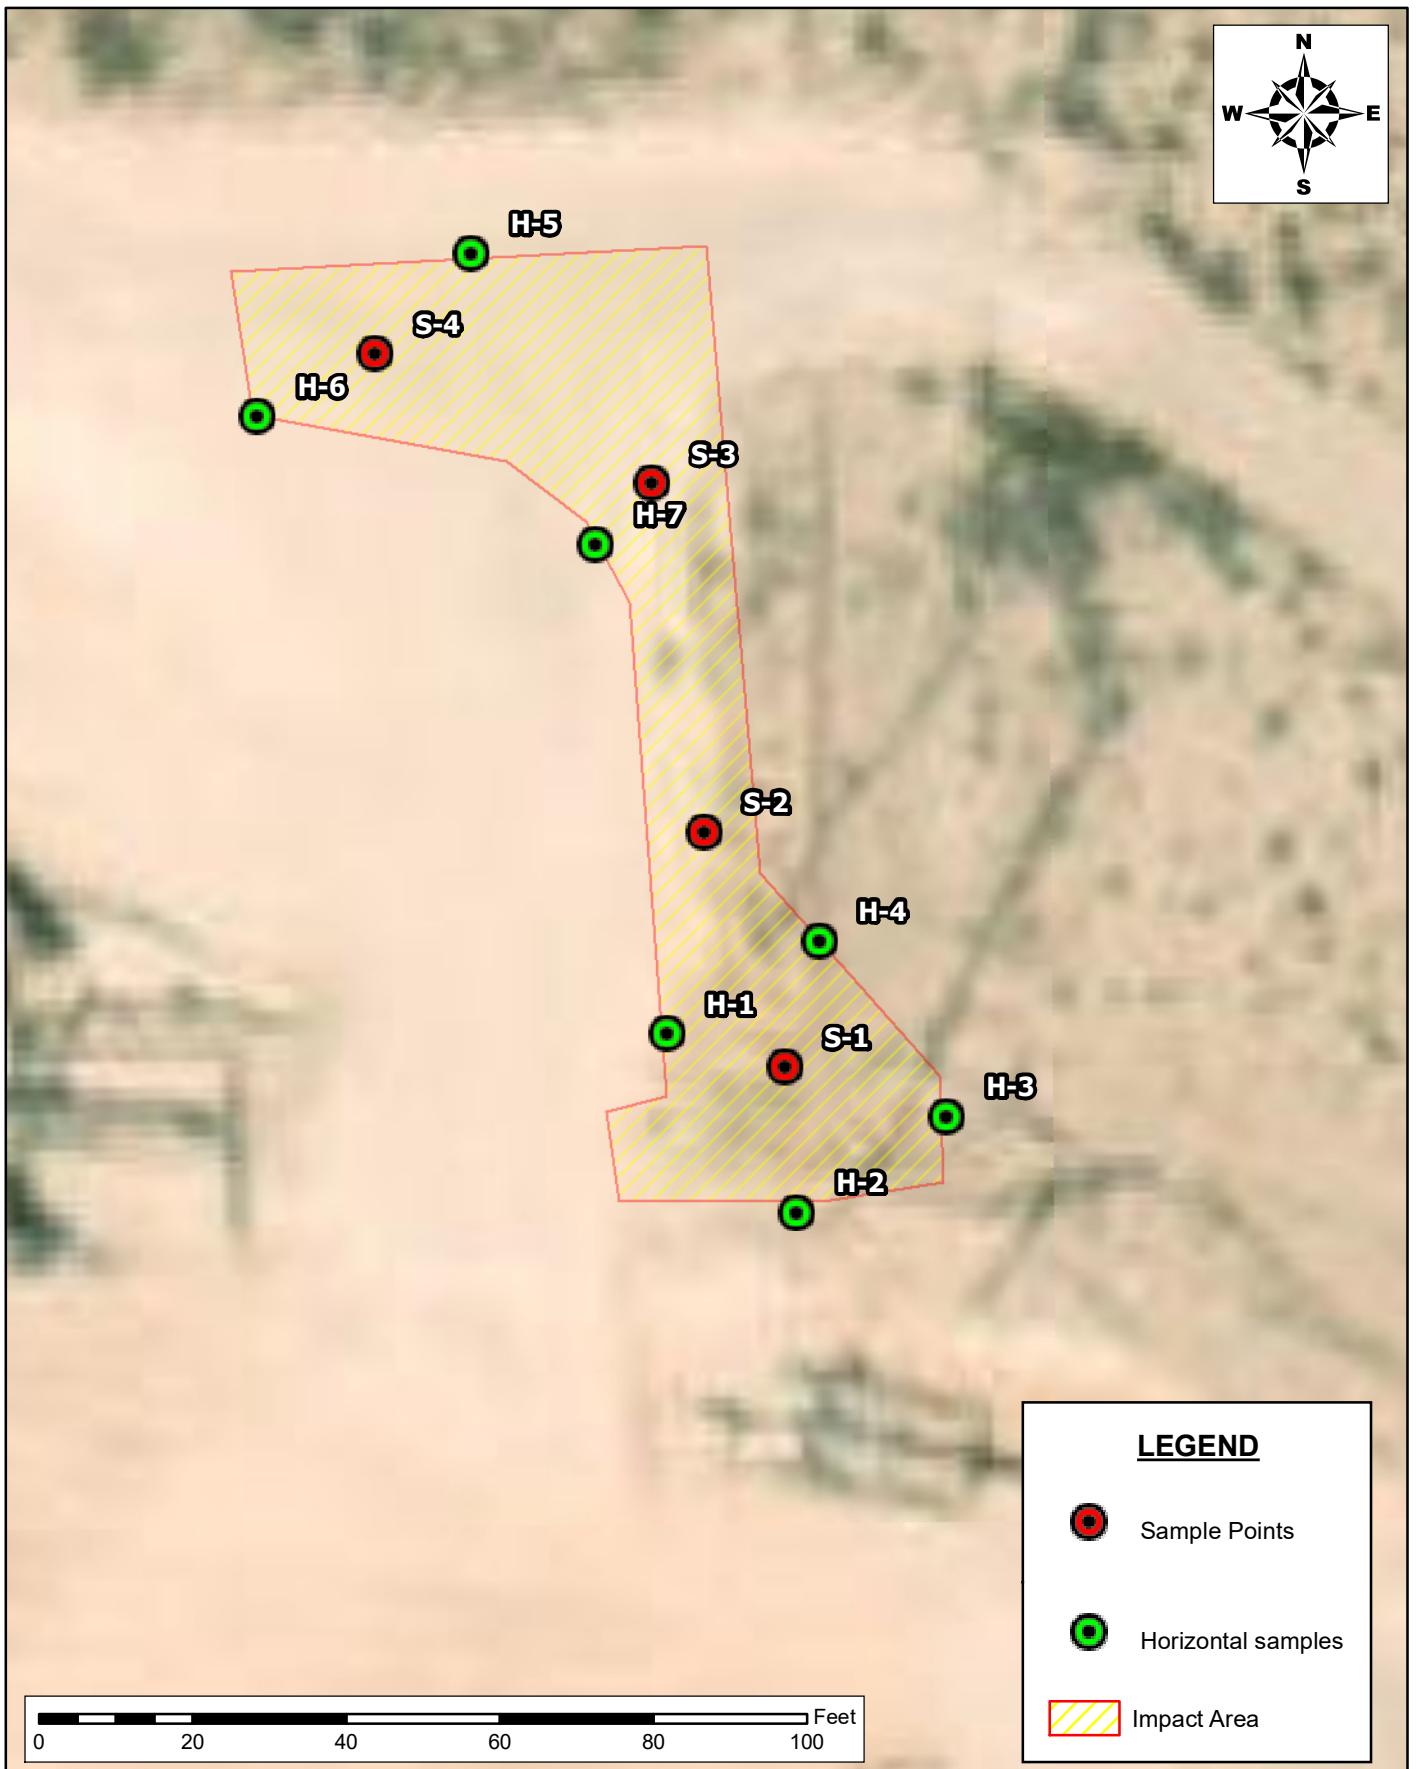 N
W E
S
H-5
S-4
H-6
S-3
H-7
S-2
H-4
H-1
S-1
H-3
H-2
LEGEND
Sample Points
Horizontal samples
Impact Area
Feet
0 20 40 60 80 100